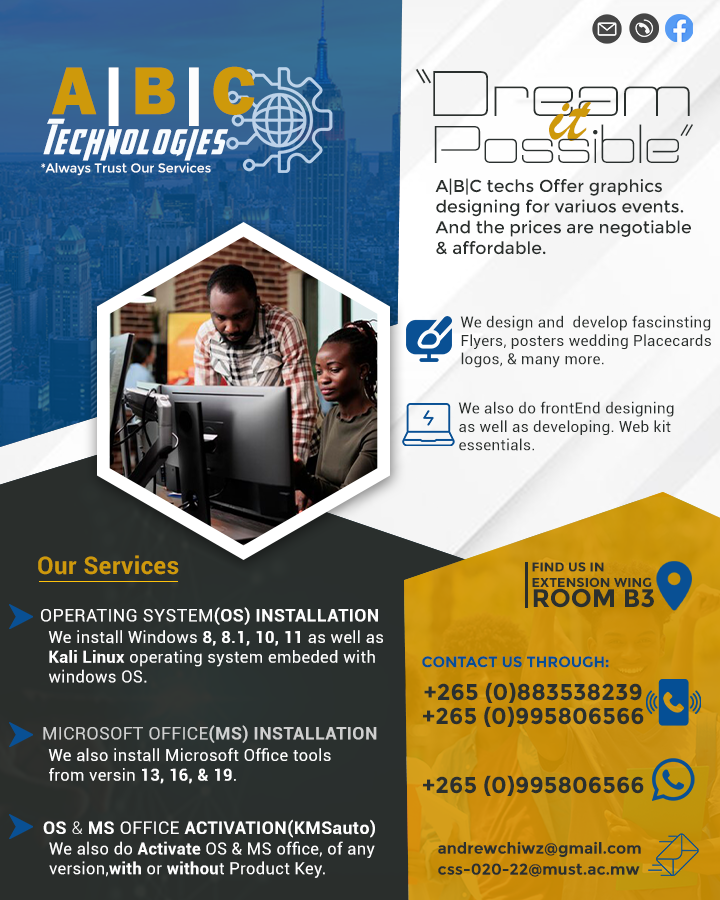 A|B|C
TECHNOLOGIES
*Always Trust Our Services
"Dream
it
Possible"
A|B|C techs Offer graphics
designing for variuos events.
And the prices are negotiable
& affordable.
We design and develop fascinsting
Flyers, posters wedding Placecards
logos, & many more.
We also do frontEnd designing
as well as developing. Web kit
essentials.
Our Services
OPERATING SYSTEM(OS) INSTALLATION
We install Windows 8, 8.1, 10, 11 as well as
Kali Linux operating system embeded with
windows OS.
MICROSOFT OFFICE(MS) INSTALLATION
We also install Microsoft Office tools
from versin 13, 16, & 19.
OS & MS OFFICE ACTIVATION(KMSauto)
We also do Activate OS & MS office, of any
version,with or without Product Key.
FIND US IN
EXTENSION WING
ROOM B3
CONTACT US THROUGH:
+265 (0)883538239
+265 (0)995806566
+265 (0)995806566
andrewchiwz@gmail.com
css-020-22@must.ac.mw